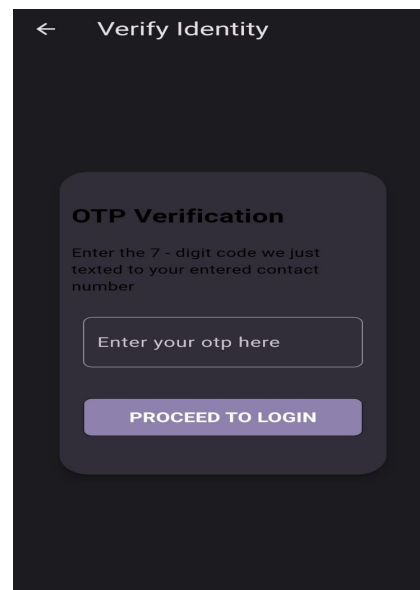 Verify Identity
OTP Verification
Enter the 7 - digit code we just
texted to your entered contact
number
Enter your otp here
PROCEED TO LOGIN